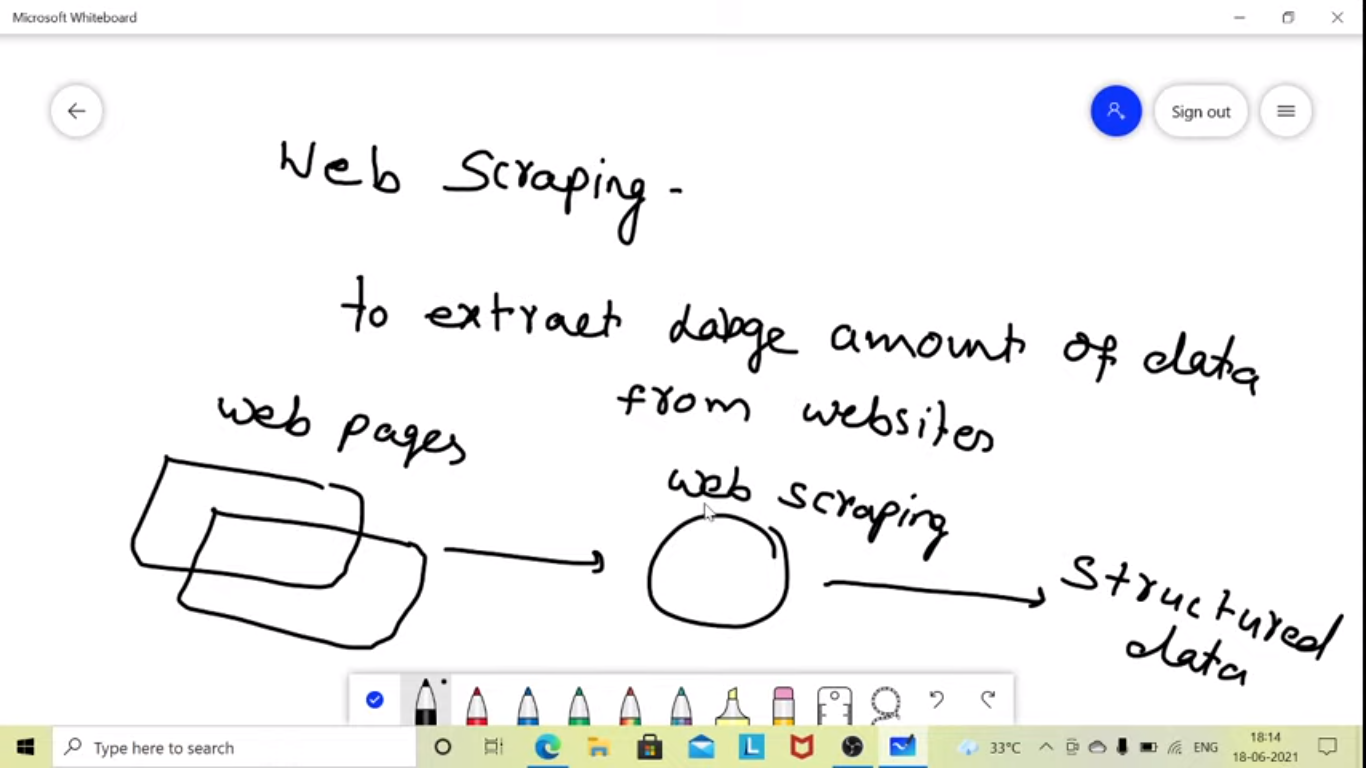 Microsoft Whiteboard
Sign out
Web Scraping -
to extract large amount of data
from websites
web pages
web scraping
Structured
data
Type here to search
L
33°C
ENG
18:14
18-06-2021